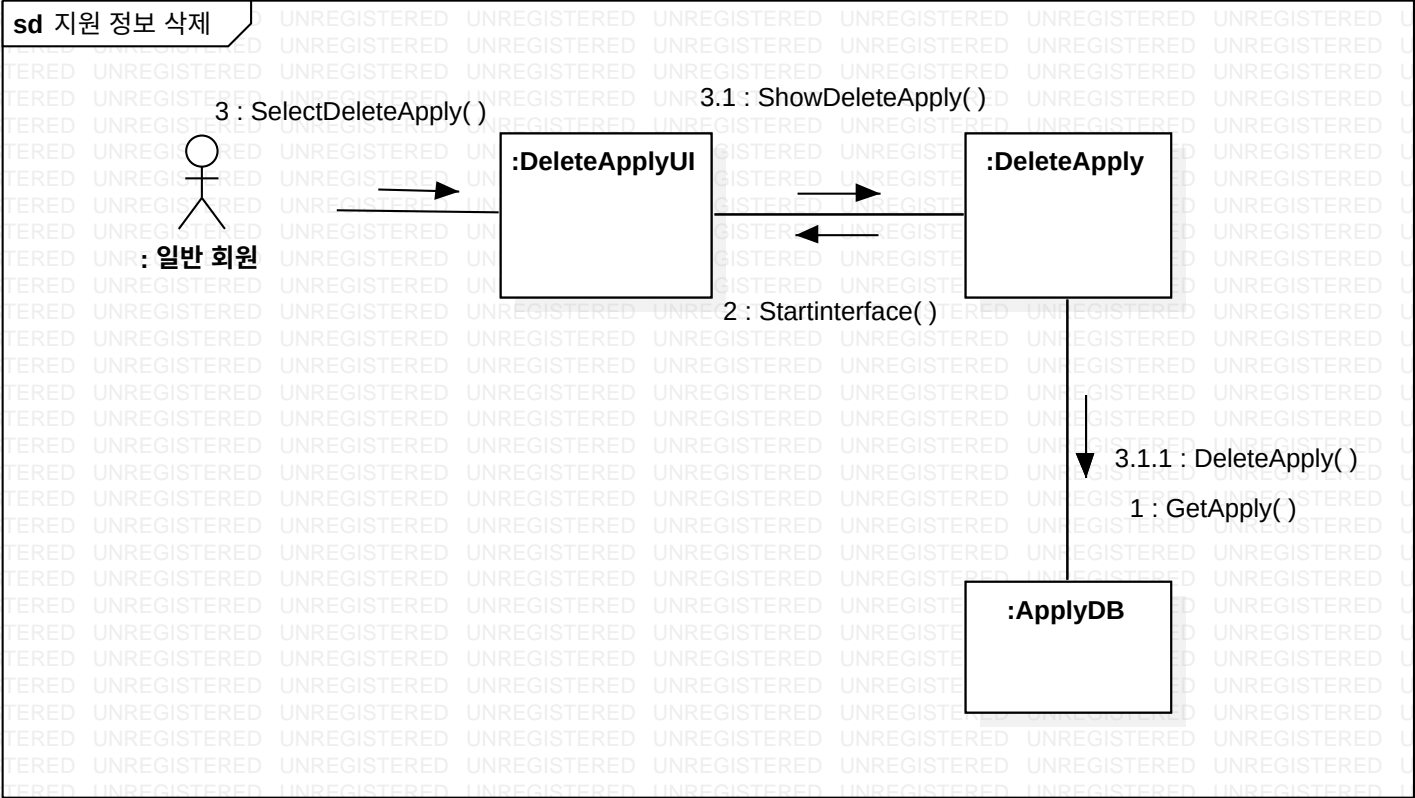 sd 지원 정보 삭제
3 : SelectDeleteApply( )
3.1 : ShowDeleteApply( )
:DeleteApplyUI
:DeleteApply
: 일반 회원
2 : Startinterface( )
3.1.1 : DeleteApply( )
1 : GetApply( )
:ApplyDB
UNREGISTERED